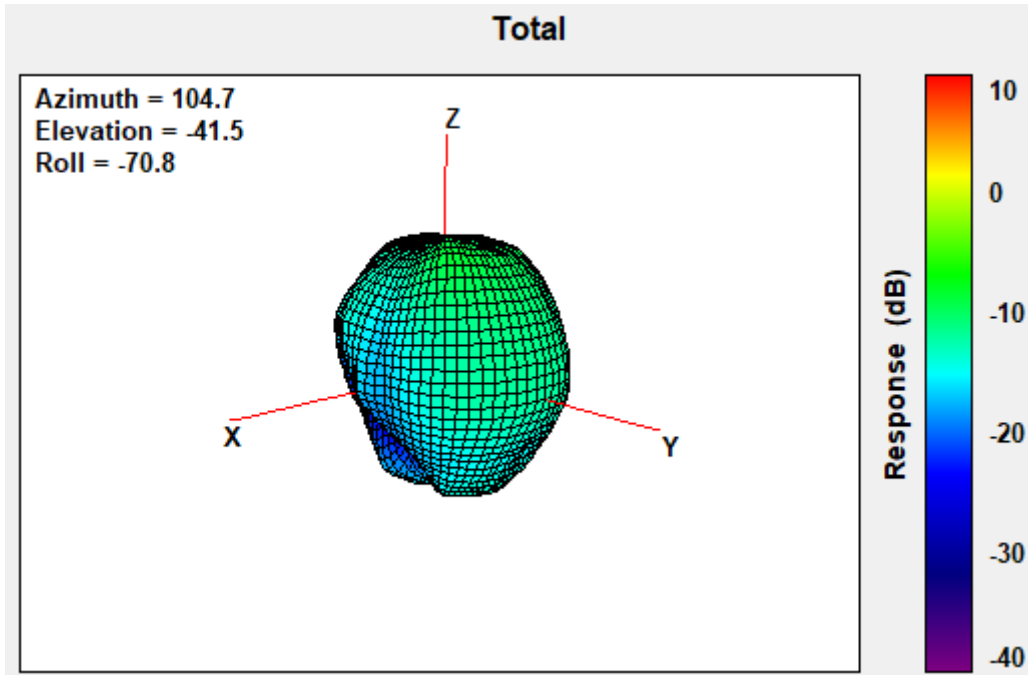 Total
Azimuth = 104.7
Elevation = -41.5
Roll = -70.8
Z
X
Y
10
0
-10
-20
-30
-40
Response (dB)